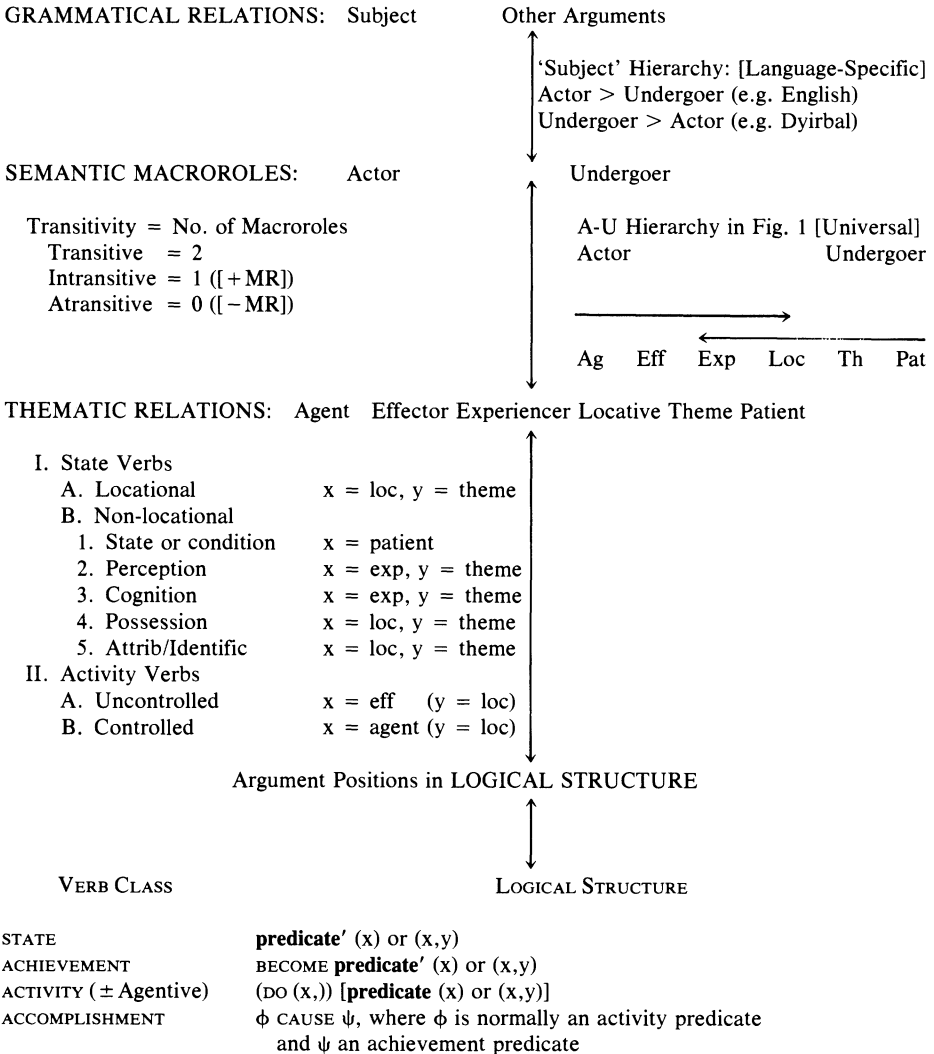 GRAMMATICAL RELATIONS: Subject Other Arguments
'Subject' Hierarchy: [Language-Specific]
Actor > Undergoer (e.g. English)
Undergoer > Actor (e.g. Dyirbal)
SEMANTIC MACROROLES: Actor Undergoer
Transitivity = No. of Macroroles
Transitive = 2
Intransitive = 1 ([+MR])
Atransitive = 0 ([−MR])
A-U Hierarchy in Fig. 1 [Universal]
Actor Undergoer
Ag Eff Exp Loc Th Pat
THEMATIC RELATIONS: Agent Effector Experiencer Locative Theme Patient
I. State Verbs
A. Locational x = loc, y = theme
B. Non-locational
1. State or condition x = patient
2. Perception x = exp, y = theme
3. Cognition x = exp, y = theme
4. Possession x = loc, y = theme
5. Attrib/Identific x = loc, y = theme
II. Activity Verbs
A. Uncontrolled x = eff (y = loc)
B. Controlled x = agent (y = loc)
Argument Positions in LOGICAL STRUCTURE
VERB CLASS LOGICAL STRUCTURE
STATE predicate′ (x) or (x,y)
ACHIEVEMENT BECOME predicate′ (x) or (x,y)
ACTIVITY (± Agentive) (DO (x,)) [predicate (x) or (x,y)]
ACCOMPLISHMENT ϕ CAUSE ψ, where ϕ is normally an activity predicate
and ψ an achievement predicate